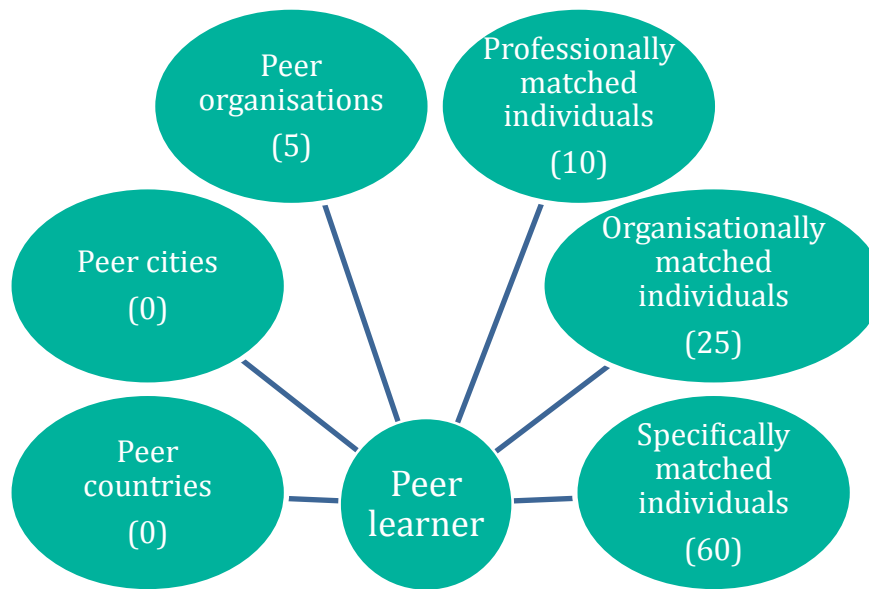 Peer
organisations
(5)
Professionally
matched
individuals
(10)
Peer cities
(0)
Organisationally
matched
individuals
(25)
Peer
countries
(0)
Peer
learner
Specifically
matched
individuals
(60)